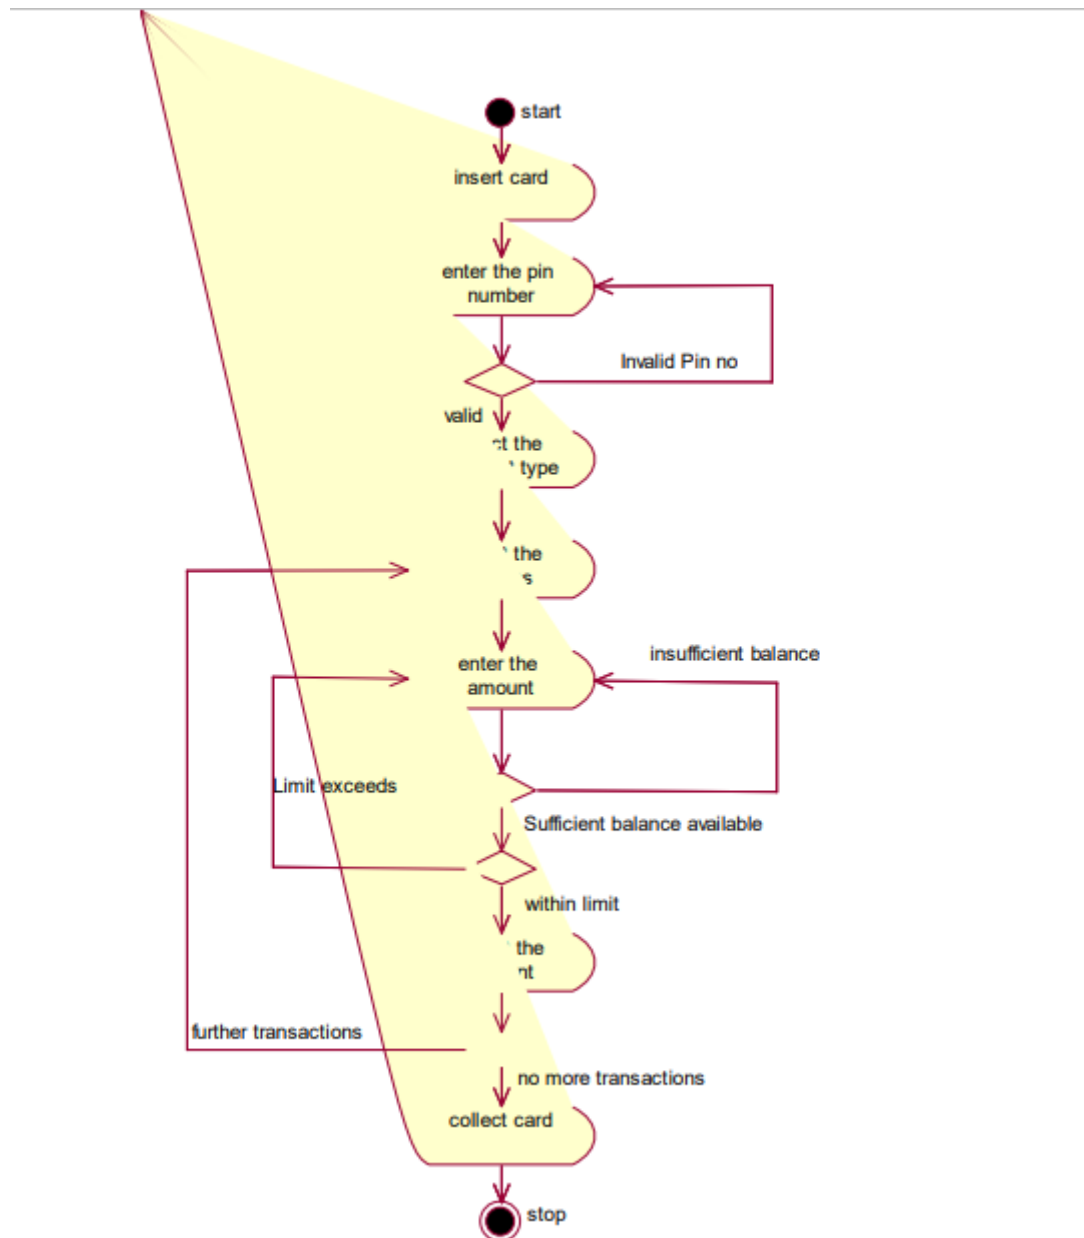 start
insert card
enter the pin
number
Invalid Pin no
valid
the
type
the
enter the
amount
insufficient balance
Limit exceeds
Sufficient balance available
within limit
the
further transactions
no more transactions
collect card
stop